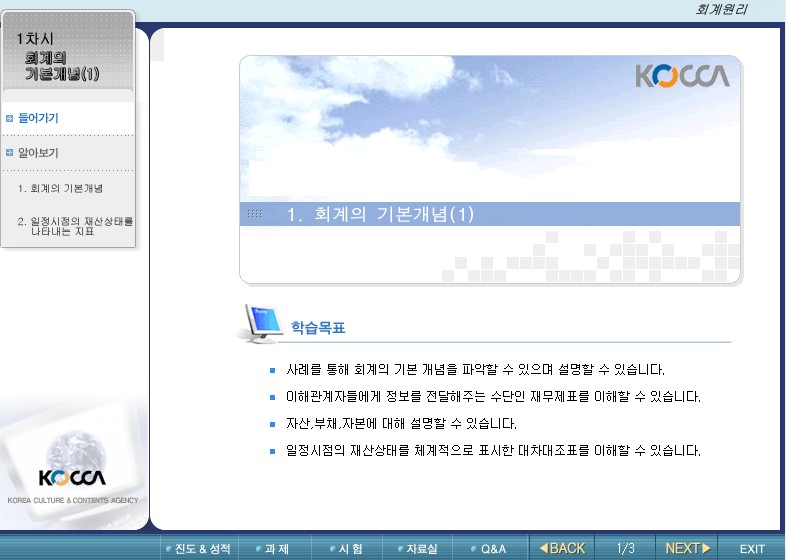 회계원리
1차시
회계의
기본개념(1)
들어가기
알아보기
1. 회계의 기본개념
2. 일정시점의 재산상태를
나타내는 지표
KOCCA
1. 회계의 기본개념(1)
학습목표
사례를 통해 회계의 기본 개념을 파악할 수 있으며 설명할 수 있습니다.
이해관계자들에게 정보를 전달해주는 수단인 재무제표를 이해할 수 있습니다.
자산,부채,자본에 대해 설명할 수 있습니다.
일정시점의 재산상태를 체계적으로 표시한 대차대조표를 이해할 수 있습니다.
KOCCA
KOREA CULTURE & CONTENTS AGENCY
진도 & 성적 과 제 시 험 자료실 Q&A ◀BACK 1/3 NEXT▶ EXIT